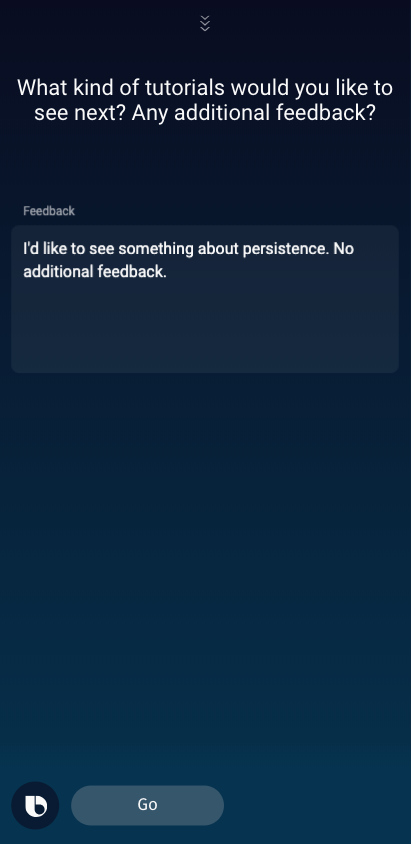 What kind of tutorials would you like to
see next? Any additional feedback?
Feedback
I'd like to see something about persistence. No
additional feedback.
Go